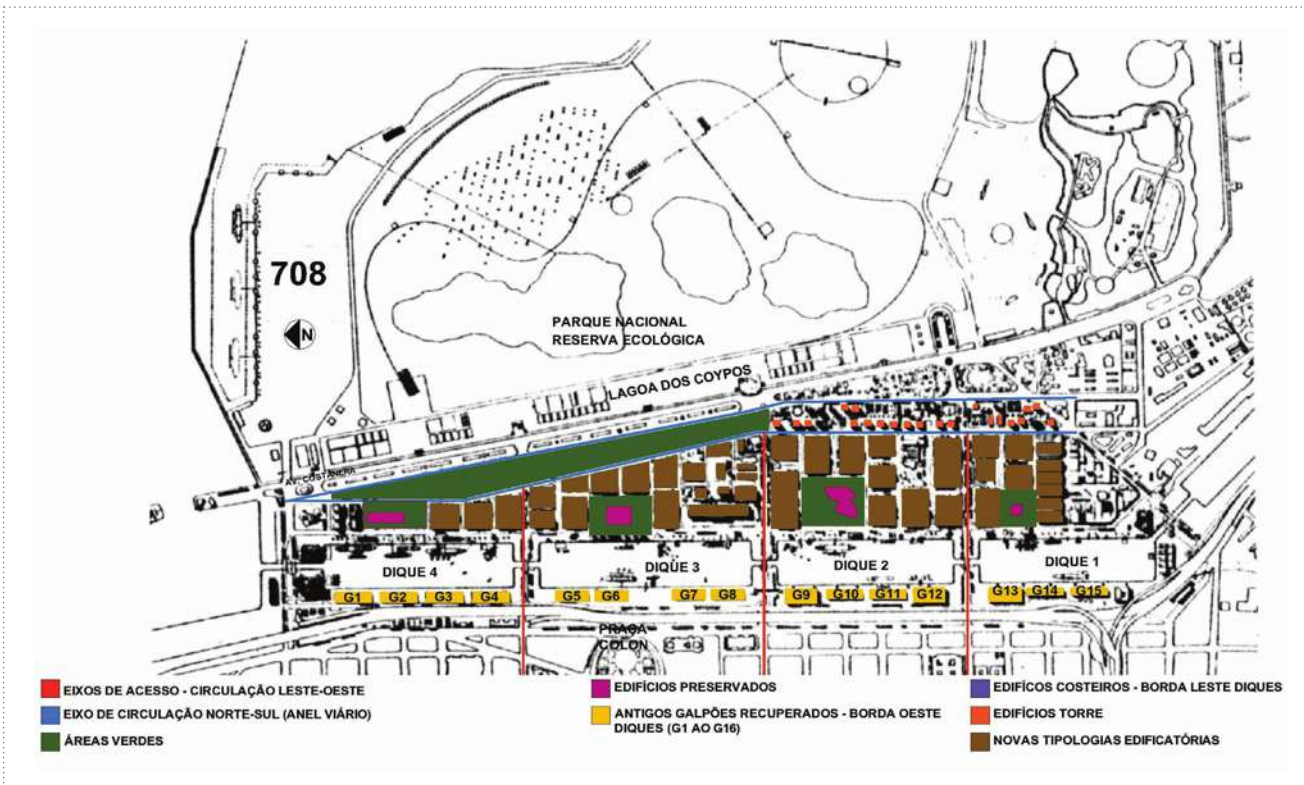 708
N
PARQUE NACIONAL
RESERVA ECOLÓGICA
LAGOA DOS COYPOS
AV. COSTANERA
DIQUE 4
DIQUE 3
DIQUE 2
DIQUE 1
G1
G2
G3
G4
G5
G6
G7
G8
G9
G10
G11
G12
G13
G14
G15
PRAÇA
COLON
EIXOS DE ACESSO - CIRCULAÇÃO LESTE-OESTE
EIXO DE CIRCULAÇÃO NORTE-SUL (ANEL VIÁRIO)
ÁREAS VERDES
EDIFÍCIOS PRESERVADOS
ANTIGOS GALPÕES RECUPERADOS - BORDA OESTE
DIQUES (G1 AO G16)
EDIFÍCOS COSTEIROS - BORDA LESTE DIQUES
EDIFÍCIOS TORRE
NOVAS TIPOLOGIAS EDIFICATÓRIAS